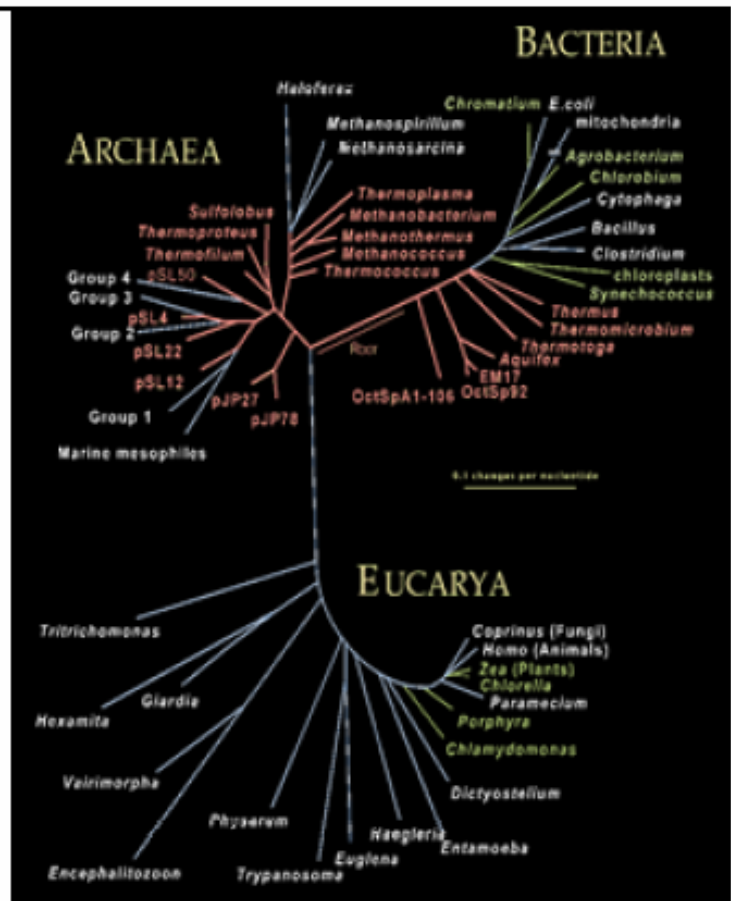 BACTERIA
Haloferax
Chromatium E.coli
Methanospirillum
mitochondria
ARCHAEA
Methanosarcina
Agrobacterium
Chlorobium
Thermoplasma
Cytophaga
Sulfolobus
Methanobacterium
Thermoproteus
Methanothermus
Bacillus
Thermofilum
Methanococcus
Clostridium
Group 4 pSL50
Thermococcus
chloroplasts
Group 3
Synechococcus
pSL4
Thermus
Group 2
Thermomicrobium
Root
Thermotoga
pSL22
Aquifex
pSL12
EM17
pJP27
OctSpA1-106 OctSp92
Group 1
pJP78
Marine mesophiles
0.1 changes per nucleotide
EUCARYA
Tritrichomonas
Coprinus (Fungi)
Homo (Animals)
Zea (Plants)
Chlorella
Giardia
Paramecium
Hexamita
Porphyra
Chlamydomonas
Vairimorpha
Dictyostelium
Physarum
Naegleria
Entamoeba
Euglena
Encephalitozoon
Trypanosoma